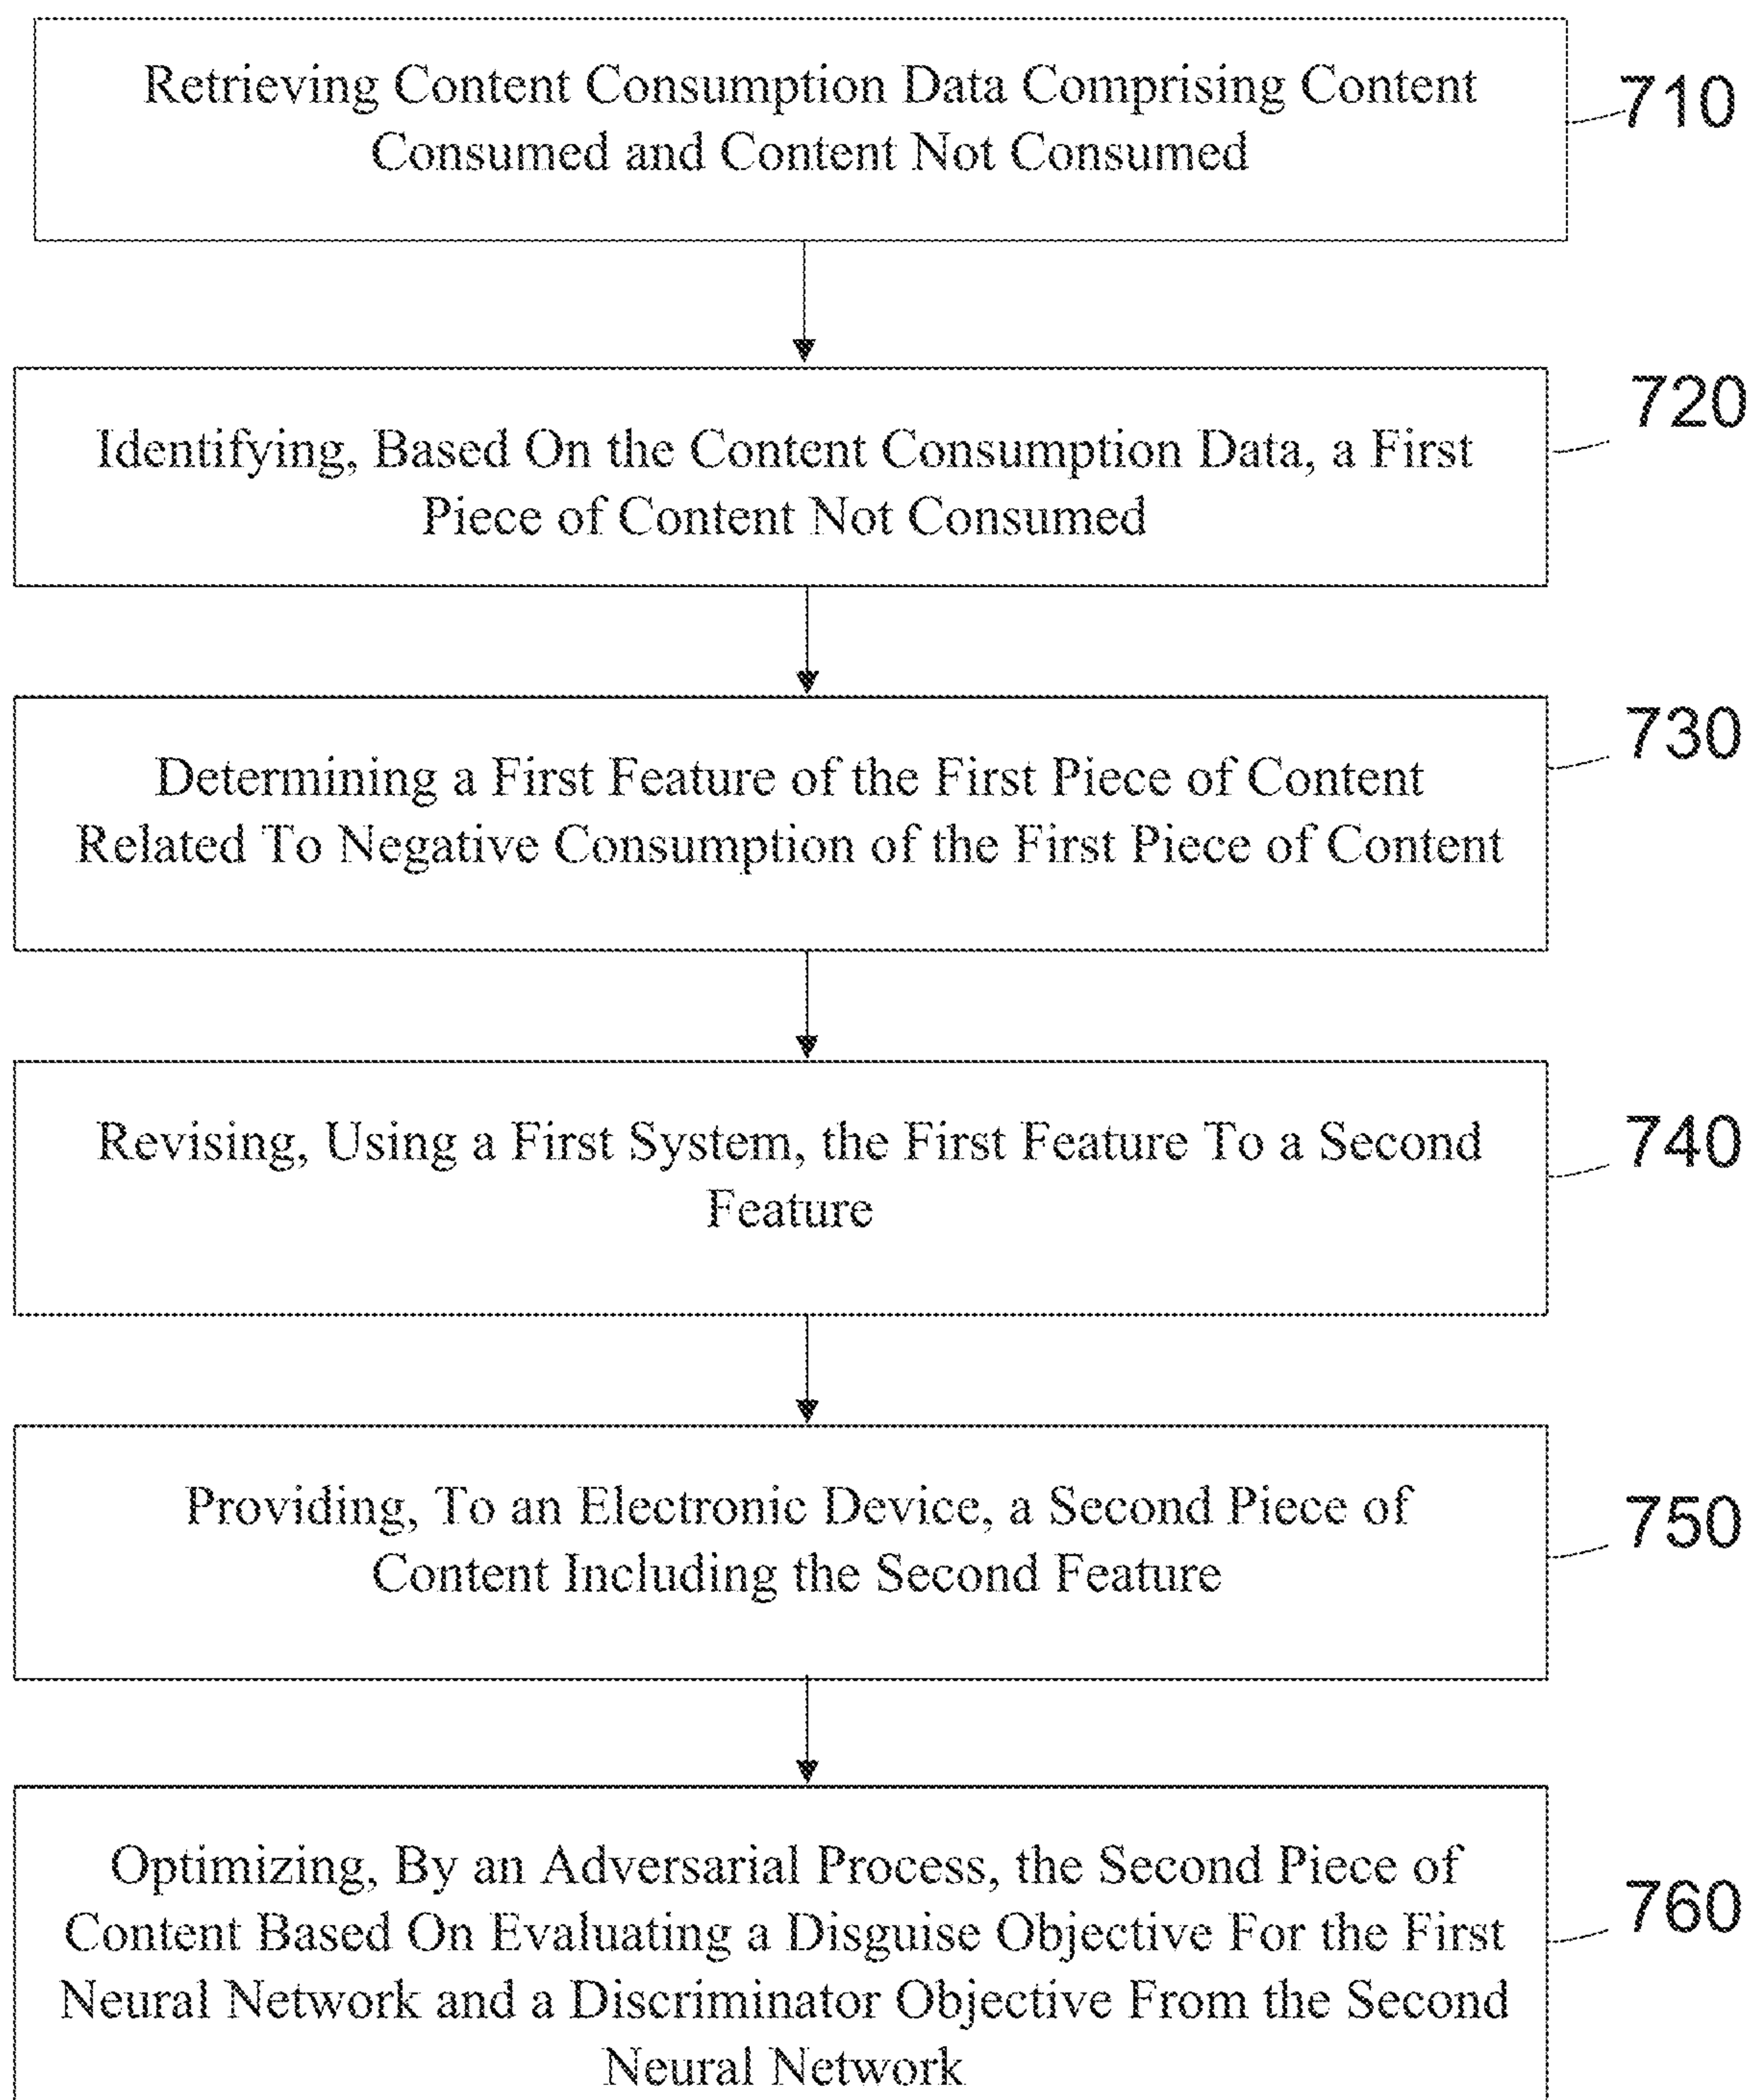 Retrieving Content Consumption Data Comprising Content
Consumed and Content Not Consumed
710
Identifying, Based On the Content Consumption Data, a First
Piece of Content Not Consumed
720
Determining a First Feature of the First Piece of Content
Related To Negative Consumption of the First Piece of Content
730
Revising, Using a First System, the First Feature To a Second
Feature
740
Providing, To an Electronic Device, a Second Piece of
Content Including the Second Feature
750
Optimizing, By an Adversarial Process, the Second Piece of
Content Based On Evaluating a Disguise Objective For the First
Neural Network and a Discriminator Objective From the Second
Neural Network
760